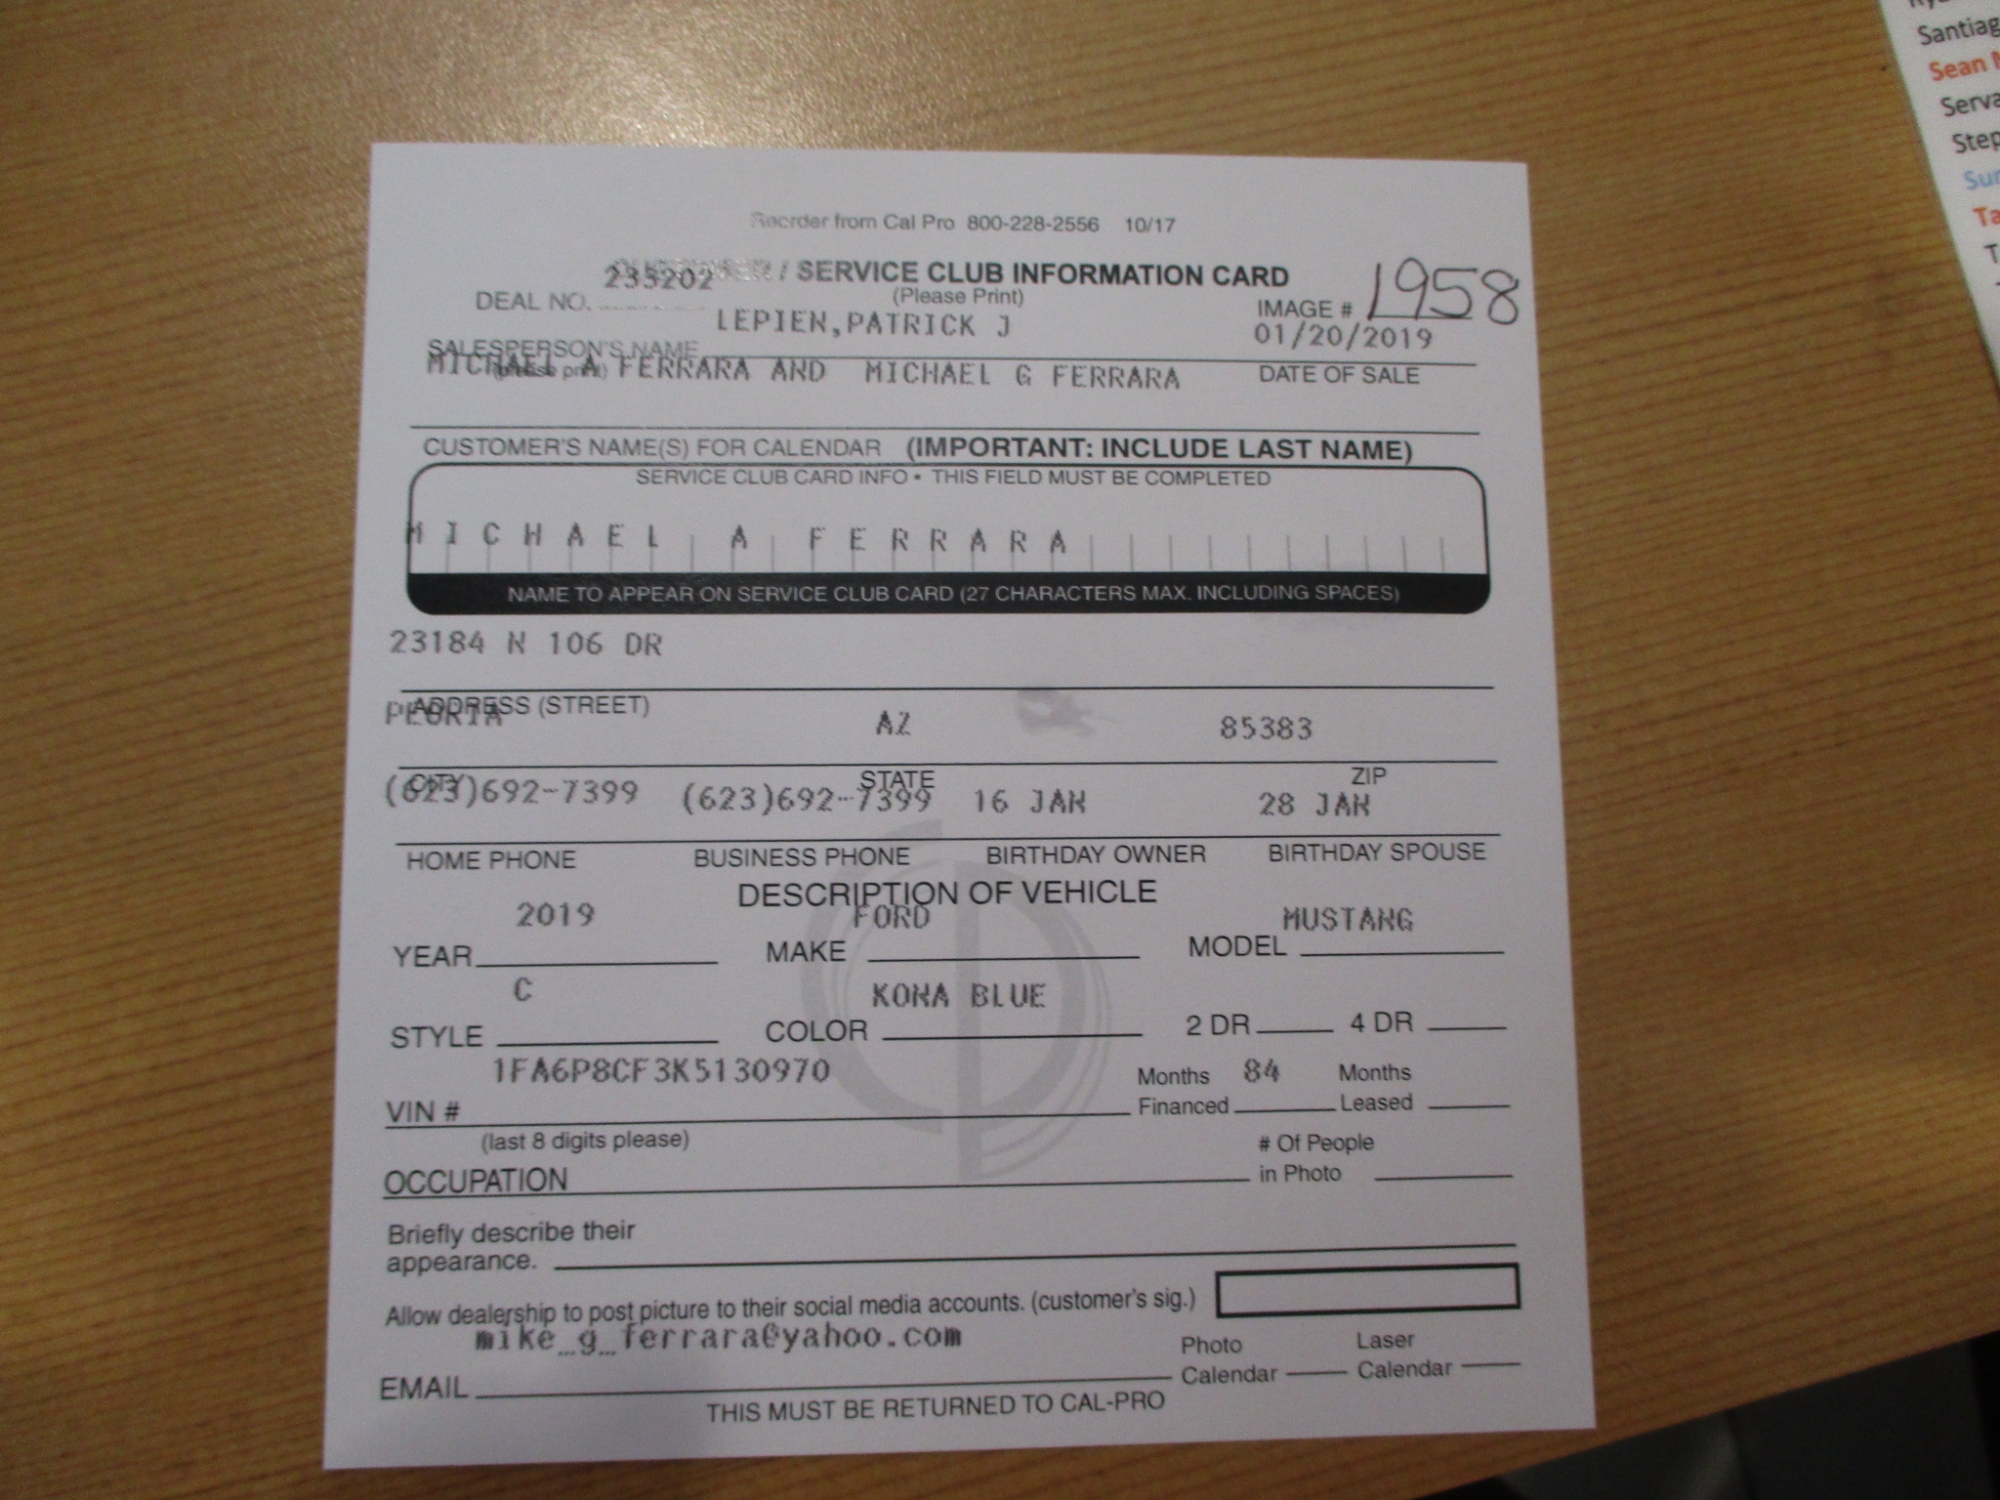 Reorder from Cal Pro 800-228-2556 10/17
/ SERVICE CLUB INFORMATION CARD
233202
(Please Print)
DEAL NO.
IMAGE # 1958
LEPIEN,PATRICK J
01/20/2019
SALESPERSON'S NAME
(please print)
DATE OF SALE
MICHAEL A FERRARA AND MICHAEL G FERRARA
CUSTOMER'S NAME(S) FOR CALENDAR (IMPORTANT: INCLUDE LAST NAME)
SERVICE CLUB CARD INFO • THIS FIELD MUST BE COMPLETED
MICHAEL A FERRARA
NAME TO APPEAR ON SERVICE CLUB CARD (27 CHARACTERS MAX. INCLUDING SPACES)
23184 N 106 DR
ADDRESS (STREET)
PEORIA AZ 85383
CITY STATE ZIP
(623)692-7399 (623)692-7399 16 JAN 28 JAN
HOME PHONE BUSINESS PHONE BIRTHDAY OWNER BIRTHDAY SPOUSE
DESCRIPTION OF VEHICLE
2019 FORD MUSTANG
YEAR MAKE MODEL
C KONA BLUE
STYLE COLOR 2 DR 4 DR
1FA6P8CF3K5130970
Months 84 Months
VIN # Financed Leased
(last 8 digits please)
# Of People
OCCUPATION in Photo
Briefly describe their
appearance.
Allow dealership to post picture to their social media accounts. (customer's sig.)
mike_g_ferrara@yahoo.com
Photo Laser
EMAIL Calendar Calendar
THIS MUST BE RETURNED TO CAL-PRO
Santiag
Sean
Serva
Step